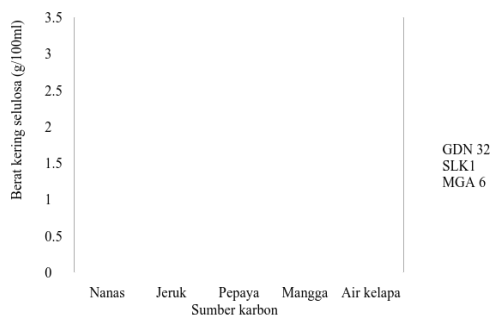 Berat kering selulosa (g/100ml)
3.5
3
2.5
2
1.5
1
0.5
0
Nanas Jeruk Pepaya Mangga Air kelapa
Sumber karbon
GDN 32
SLK1
MGA 6